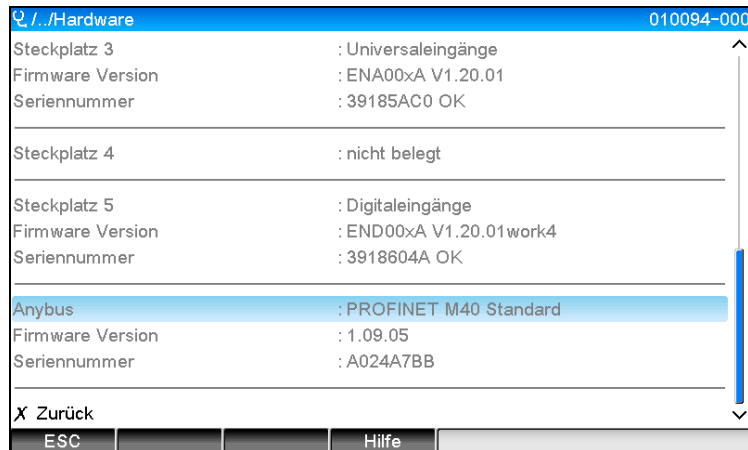 /../Hardware 010094-000
Steckplatz 3 : Universaleingänge
Firmware Version : ENA00xA V1.20.01
Seriennummer : 39185AC0 OK
Steckplatz 4 : nicht belegt
Steckplatz 5 : Digitaleingänge
Firmware Version : END00xA V1.20.01work4
Seriennummer : 3918604A OK
Anybus : PROFINET M40 Standard
Firmware Version : 1.09.05
Seriennummer : A024A7BB
X Zurück
ESC Hilfe